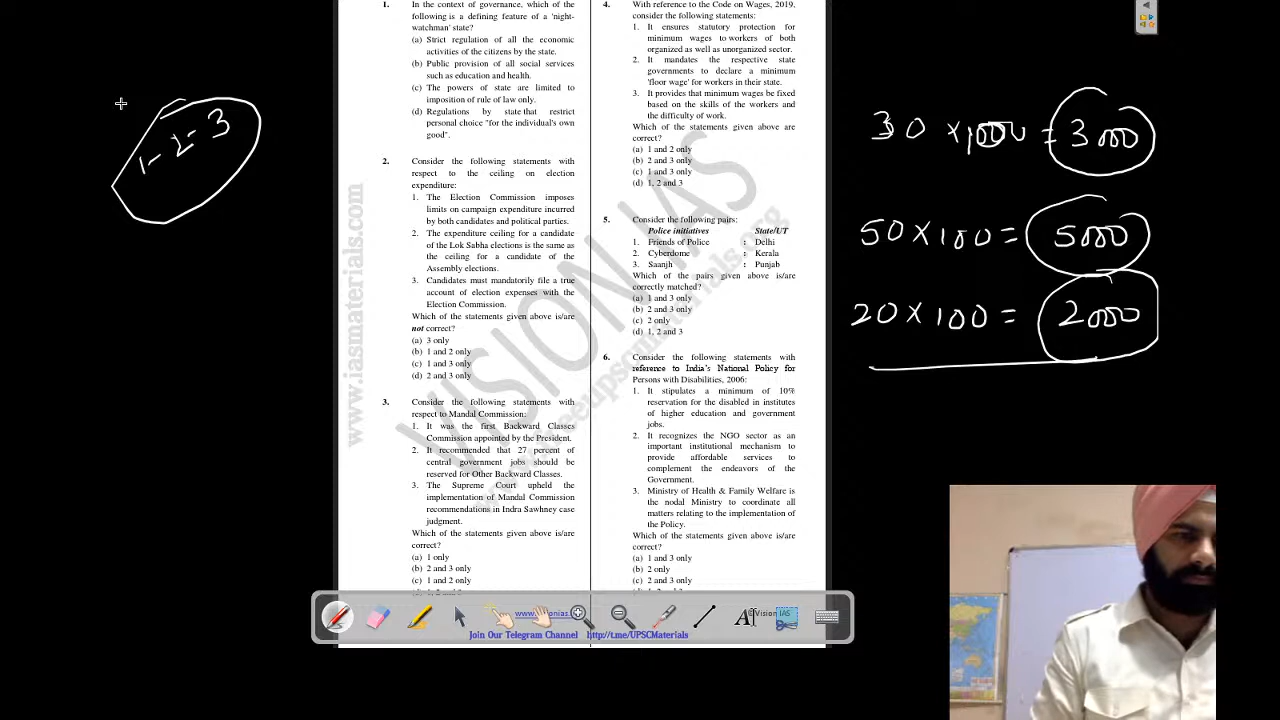 1.
In the context of governance, which of the
following is a defining feature of a 'night-
watchman' state?
(a) Strict regulation of all the economic
activities of the citizens by the state.
(b) Public provision of all social services
such as education and health.
(c) The powers of state are limited to
imposition of rule of law only.
(d) Regulations by state that restrict
personal choice "for the individual's own
good".
2.
Consider the following statements with
respect to the ceiling on election
expenditure:
1. The Election Commission imposes
limits on campaign expenditure incurred
by both candidates and political parties.
2. The expenditure ceiling for a candidate
of the Lok Sabha elections is the same as
the ceiling for a candidate of the
Assembly elections.
3. Candidates must mandatorily file a true
account of election expenses with the
Election Commission.
Which of the statements given above is/are
not correct?
(a) 3 only
(b) 1 and 2 only
(c) 1 and 3 only
(d) 2 and 3 only
3.
Consider the following statements with
respect to Mandal Commission:
1. It was the first Backward Classes
Commission appointed by the President.
2. It recommended that 27 percent of
central government jobs should be
reserved for Other Backward Classes.
3. The Supreme Court upheld the
implementation of Mandal Commission
recommendations in Indra Sawhney case
judgment.
Which of the statements given above is/are
correct?
(a) 1 only
(b) 2 and 3 only
(c) 1 and 2 only
4.
With reference to the Code on Wages, 2019,
consider the following statements:
1. It ensures statutory protection for
minimum wages to workers of both
organized as well as unorganized sector.
2. It mandates the respective state
governments to declare a minimum
'floor wage' for workers in their state.
3. It provides that minimum wages be fixed
based on the skills of the workers and
the difficulty of work.
Which of the statements given above are
correct?
(a) 1 and 2 only
(b) 2 and 3 only
(c) 1 and 3 only
(d) 1, 2 and 3
5.
Consider the following pairs:
Police initiatives State/UT
1. Friends of Police : Delhi
2. Cyberdome : Kerala
3. Saanjh : Punjab
Which of the pairs given above is/are
correctly matched?
(a) 1 and 3 only
(b) 2 and 3 only
(c) 2 only
(d) 1, 2 and 3
6.
Consider the following statements with
reference to India's National Policy for
Persons with Disabilities, 2006:
1. It stipulates a minimum of 10%
reservation for the disabled in institutes
of higher education and government
jobs.
2. It recognizes the NGO sector as an
important institutional mechanism to
provide affordable services to
complement the endeavors of the
Government.
3. Ministry of Health & Family Welfare is
the nodal Ministry to coordinate all
matters relating to the implementation of
the Policy.
Which of the statements given above is/are
correct?
(a) 1 and 3 only
(b) 2 only
(c) 2 and 3 only
VISIONIAS
www.iasmaterials.com
Join Our Telegram Channel http://t.me/UPSCMaterials
1-2-3
= 3000
50×100= 5000
20×100= 2000